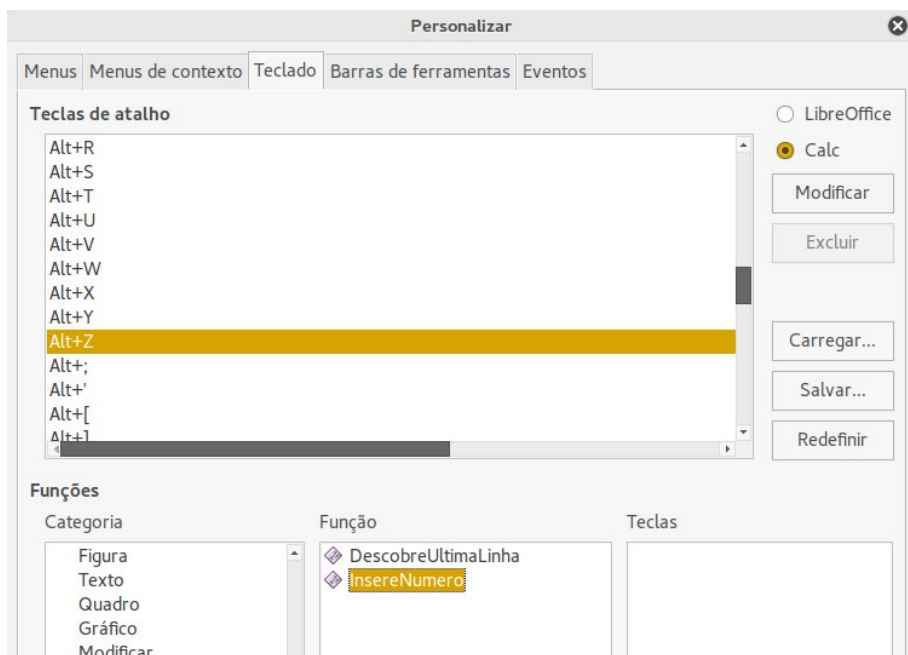 Personalizar
Menus Menus de contexto Teclado Barras de ferramentas Eventos
Teclas de atalho
LibreOffice
Calc
Modificar
Excluir
Carregar...
Salvar...
Redefinir
Alt+R
Alt+S
Alt+T
Alt+U
Alt+V
Alt+W
Alt+X
Alt+Y
Alt+Z
Alt+;
Alt+'
Alt+[
Alt+]
Funções
Categoria
Figura
Texto
Quadro
Gráfico
Modificar
Função
DescobreUltimaLinha
InsereNumero
Teclas